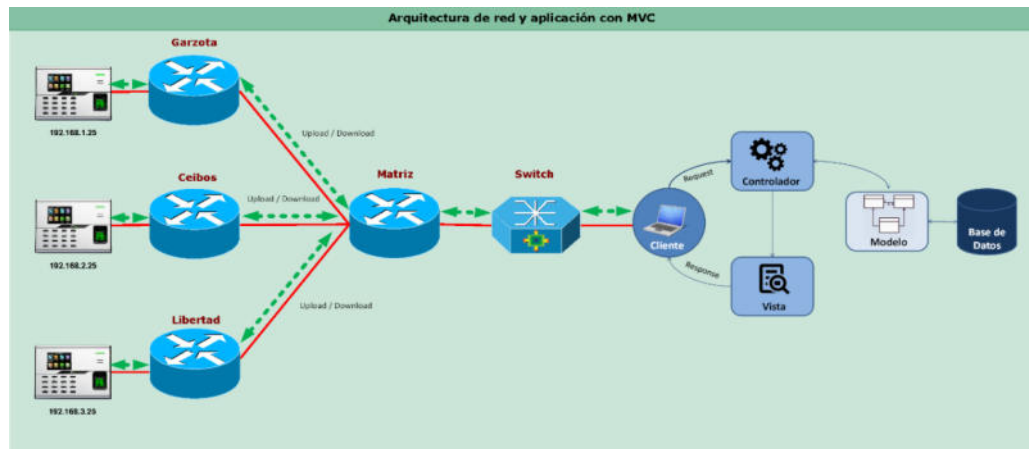 Arquitectura de red y aplicación con MVC
Garzota
192.168.1.25
Upload / Download
Ceibos
192.168.2.25
Upload / Download
Matriz
Switch
Libertad
192.168.3.25
Upload / Download
Cliente
Request
Controlador
Response
Vista
Modelo
Base de
Datos